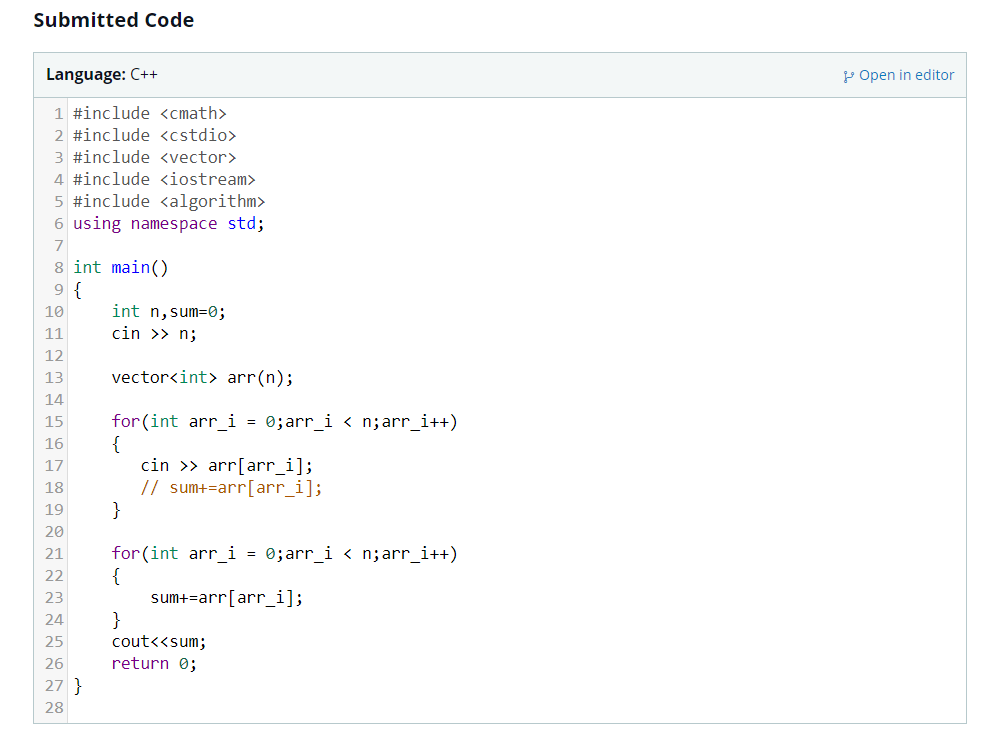 Submitted Code
Language: C++
Open in editor
1 #include <cmath>
2 #include <cstdio>
3 #include <vector>
4 #include <iostream>
5 #include <algorithm>
6 using namespace std;
7
8 int main()
9 {
10     int n,sum=0;
11     cin >> n;
12
13     vector<int> arr(n);
14
15     for(int arr_i = 0;arr_i < n;arr_i++)
16     {
17        cin >> arr[arr_i];
18        // sum+=arr[arr_i];
19     }
20
21     for(int arr_i = 0;arr_i < n;arr_i++)
22     {
23         sum+=arr[arr_i];
24     }
25     cout<<sum;
26     return 0;
27 }
28